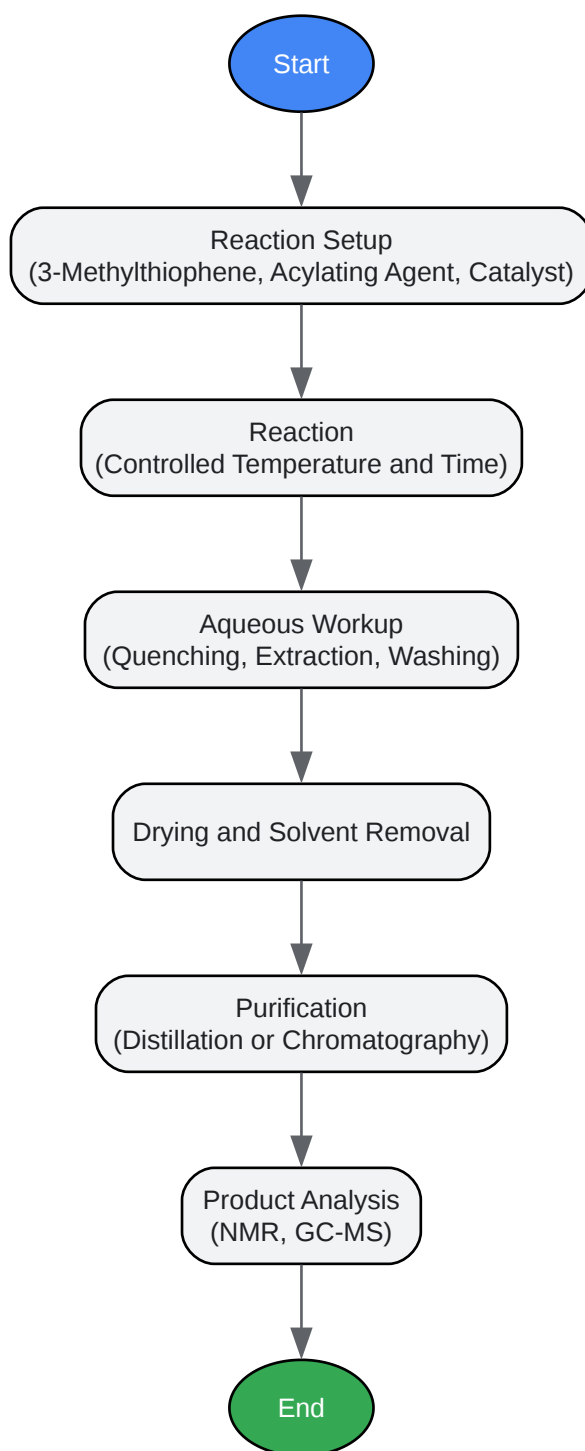 Start
Reaction Setup
(3-Methylthiophene, Acylating Agent, Catalyst)
Reaction
(Controlled Temperature and Time)
Aqueous Workup
(Quenching, Extraction, Washing)
Drying and Solvent Removal
Purification
(Distillation or Chromatography)
Product Analysis
(NMR, GC-MS)
End